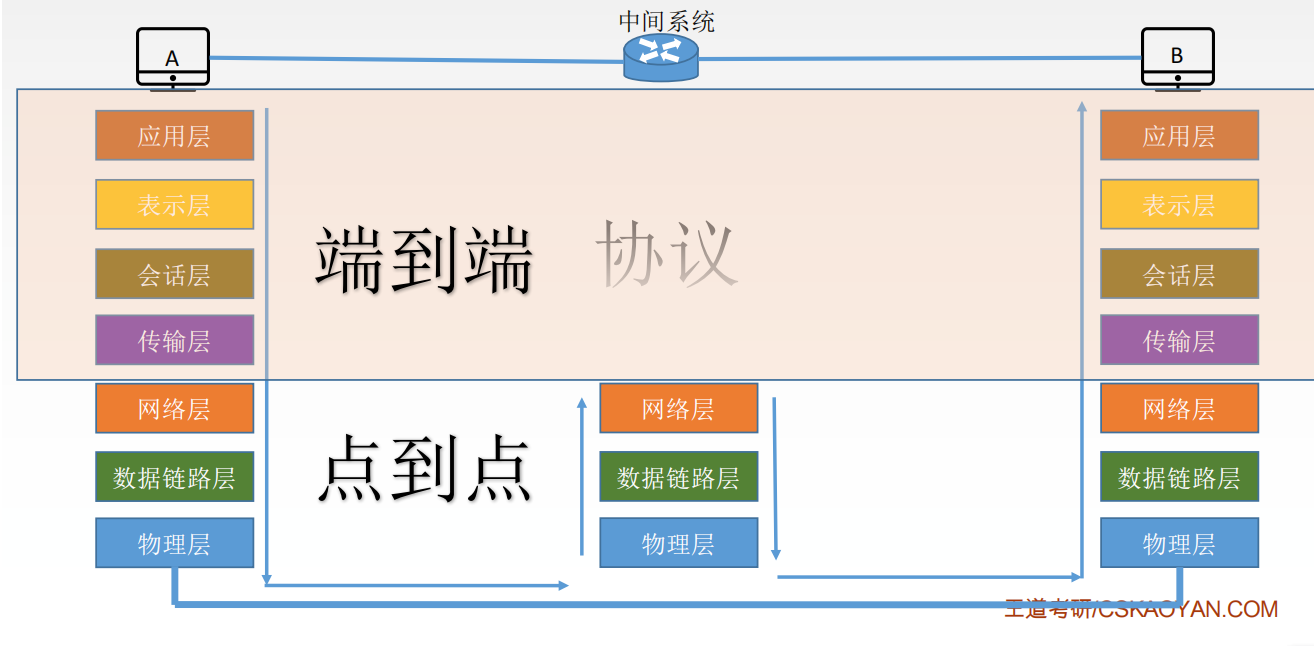 中间系统
A
B
应用层
应用层
表示层
表示层
端到端 协议
会话层
会话层
传输层
传输层
网络层
网络层
网络层
点到点
数据链路层
数据链路层
数据链路层
物理层
物理层
物理层
王道考研/CSKAOYAN.COM